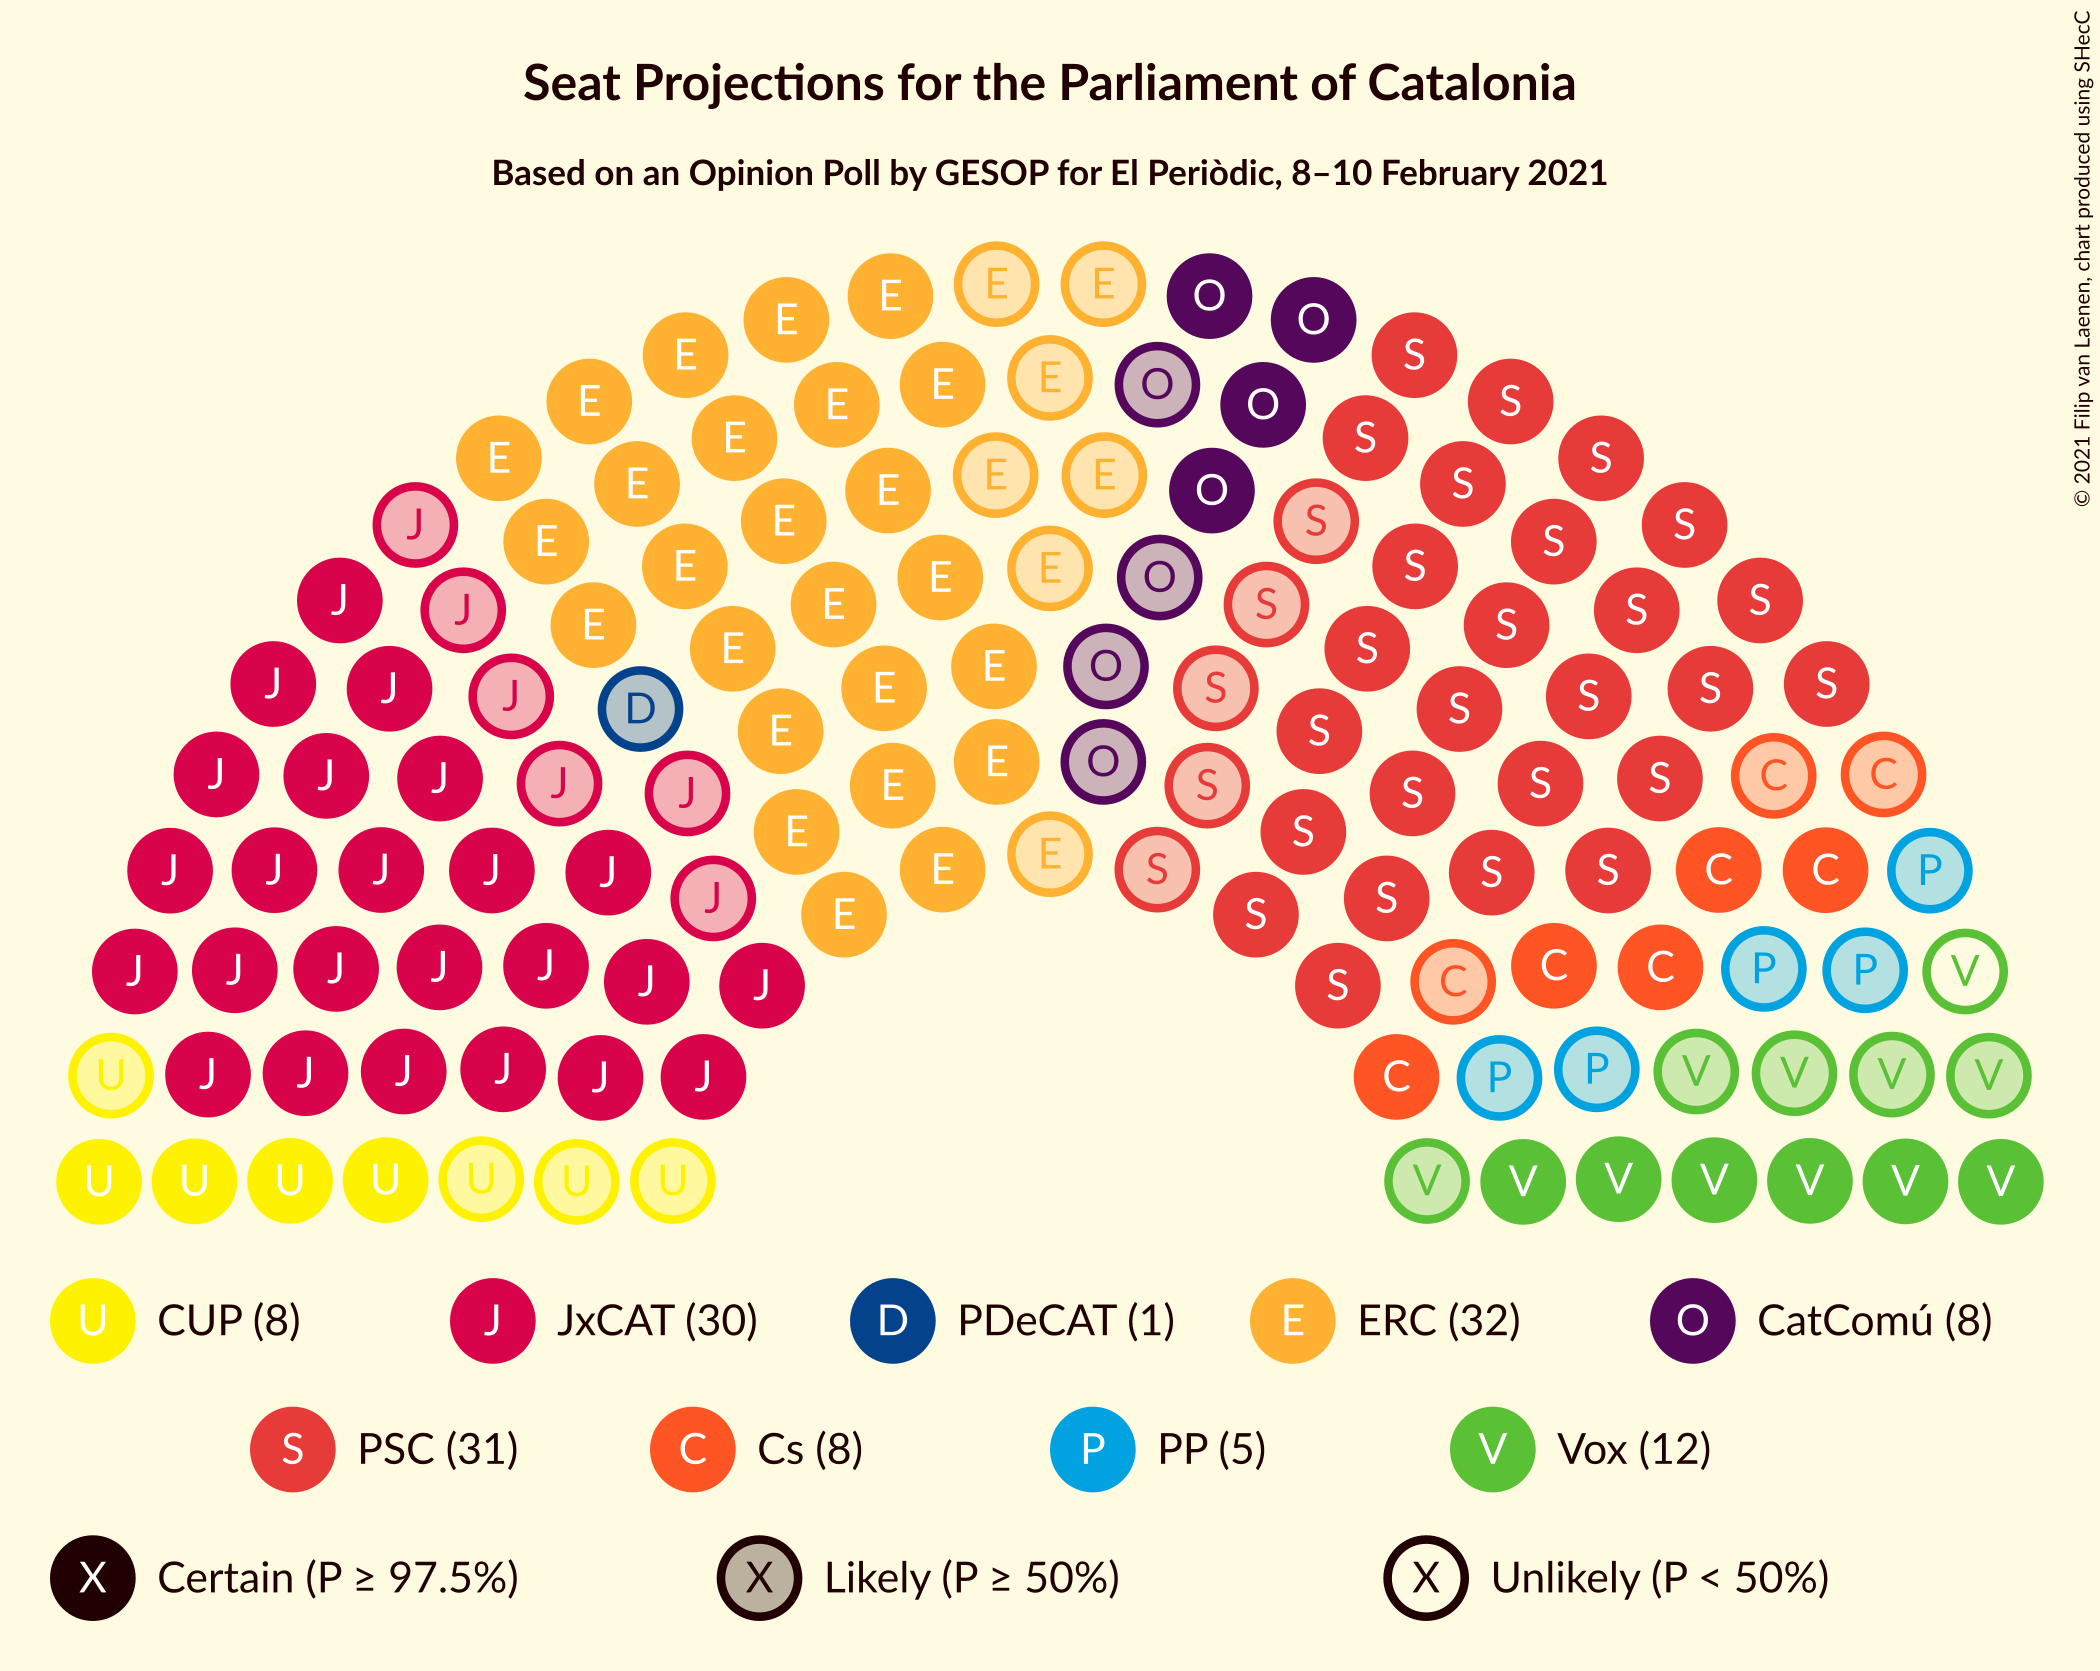 Seat Projections for the Parliament of Catalonia
Based on an Opinion Poll by GESOP for El Periòdic, 8–10 February 2021
© 2021 Filip van Laenen, chart produced using SHecC
E E
E E O O
E E O
E E O S
E E E O S
E E E E O S S
E E E S S
E E E O S S S
J E E S S
E E E O S S
J E E S S S
J E E S S S
E E O S
J E E S S S
J J D S S
E E O S S
J J J E E S S S S C C
E S
J J J J J E E E S S S S S C C P
J E S S
J J J J J J J S C C C P P V
U J J J J J J C P P V V V V
U U U U U U U V V V V V V V
U CUP (8) J JxCAT (30) D PDeCAT (1) E ERC (32) O CatComú (8)
S PSC (31) C Cs (8) P PP (5) V Vox (12)
X Certain (P ≥ 97.5%) X Likely (P ≥ 50%) X Unlikely (P < 50%)